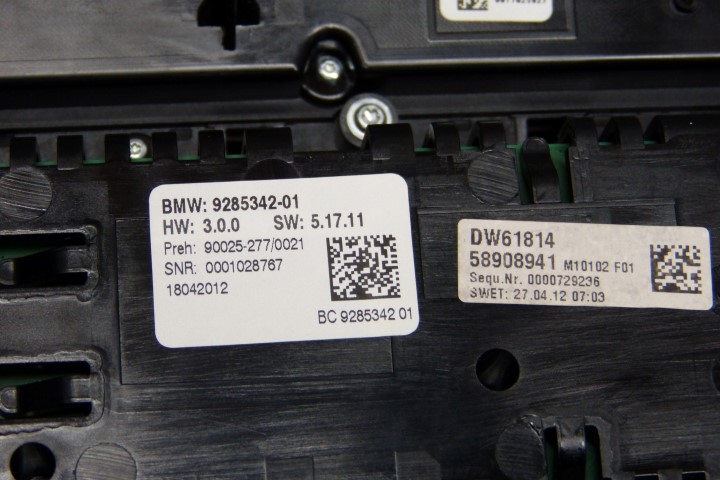 BMW: 9285342-01
HW: 3.0.0 SW: 5.17.11
Preh: 90025-277/0021
SNR: 0001028767
18042012
BC 9285342 01
DW61814
58908941 M10102 F01
Sequ.Nr. 0000729236
SWET: 27.04.12 07:03